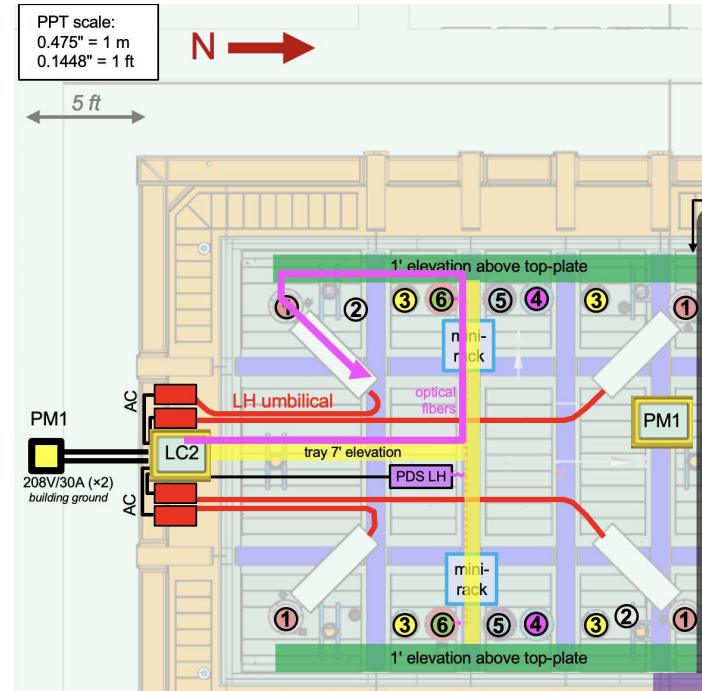 PPT scale:
0.475" = 1 m
0.1448" = 1 ft
N
5 ft
1' elevation above top-plate
1 2 3 6 5 4 3 1
mini-
rack
optical
fibers
LH umbilical
AC
PM1
LC2
tray 7' elevation
PM1
208V/30A (×2)
building ground
PDS LH
AC
mini-
rack
1 3 6 5 4 3 2 1
1' elevation above top-plate